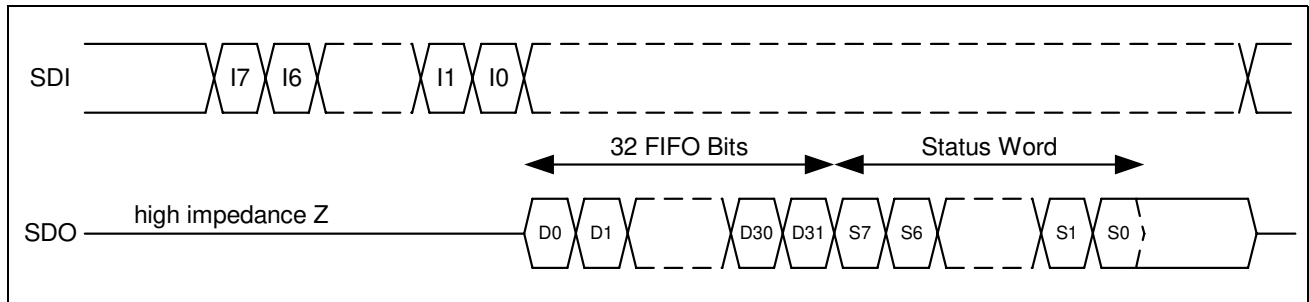 SDI I7 I6 I1 I0
32 FIFO Bits Status Word
high impedance Z
SDO D0 D1 D30 D31 S7 S6 S1 S0